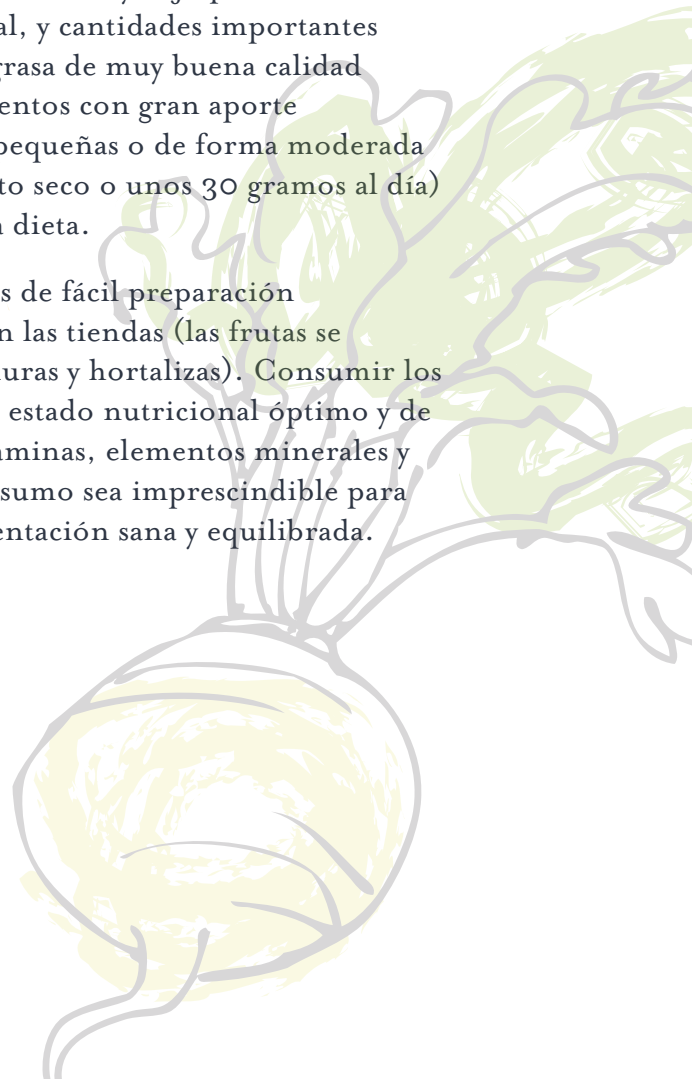 al, y cantidades importantes
grasa de muy buena calidad
entos con gran aporte
pequeñas o de forma moderada
to seco o unos 30 gramos al día)
dieta.
s de fácil preparación
n las tiendas (las frutas se
uras y hortalizas). Consumir los
estado nutricional óptimo y de
minas, elementos minerales y
sumo sea imprescindible para
entación sana y equilibrada.